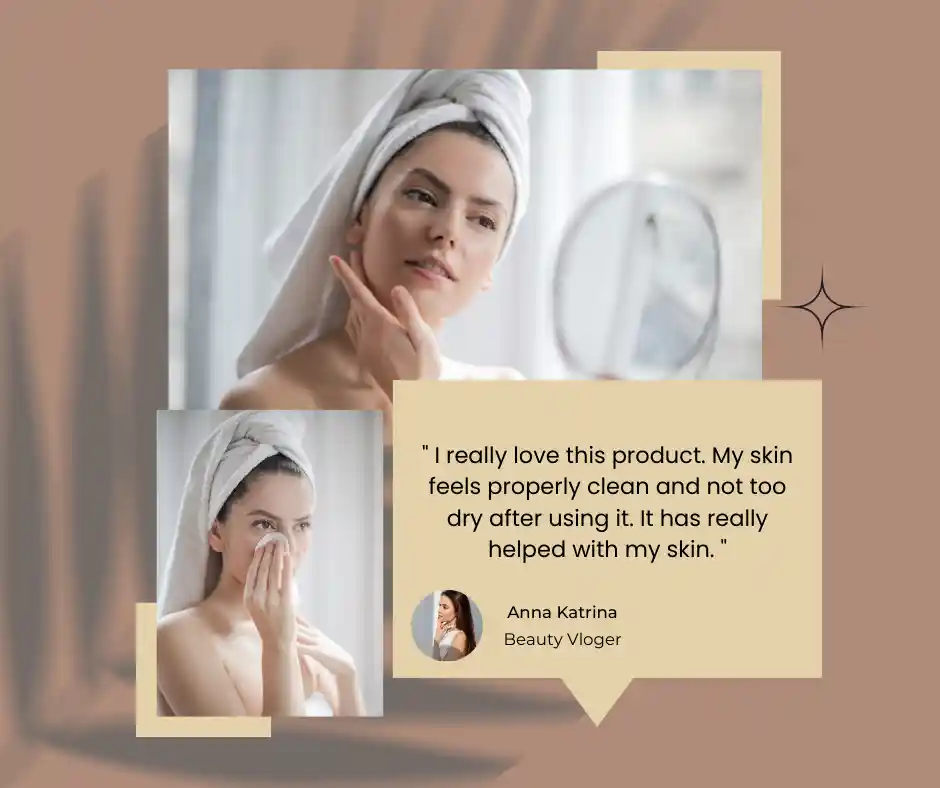 " I really love this product. My skin
feels properly clean and not too
dry after using it. It has really
helped with my skin. "
Anna Katrina
Beauty Vloger